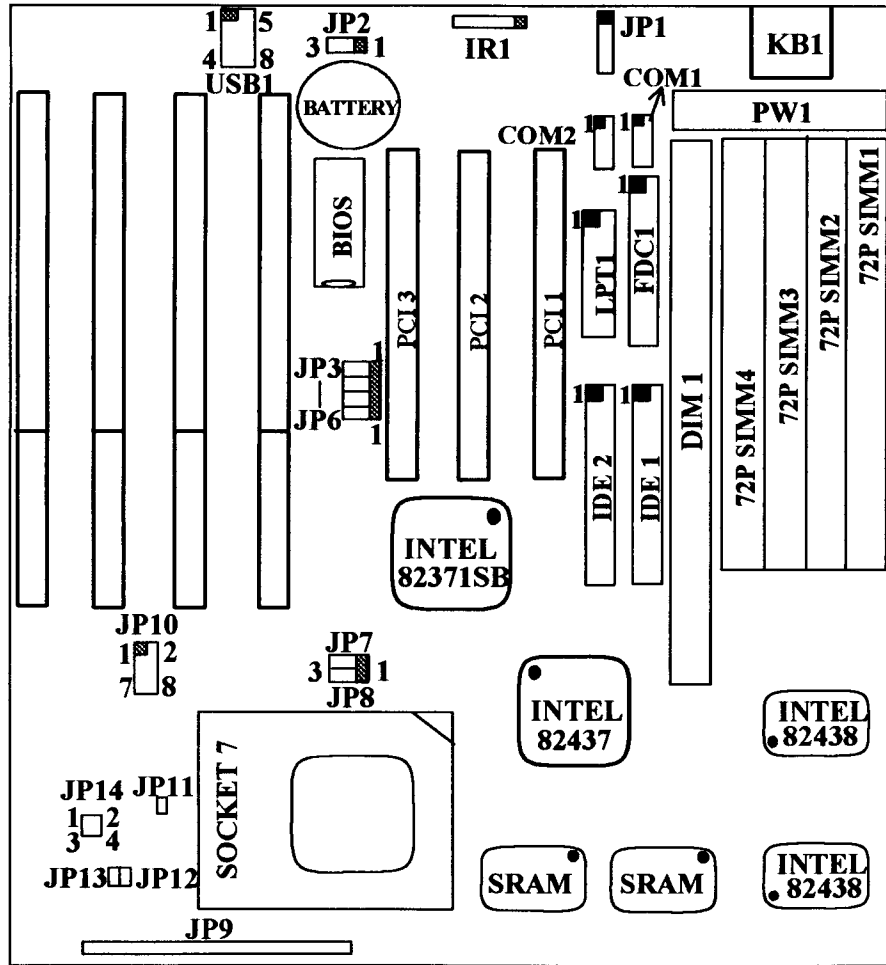 1 5
4 8
USB1
JP2
3 1
IR1
JP1
KB1
BATTERY
COM1
PW1
COM2
1
1
BIOS
PCI 3
PCI 2
PCI 1
1
LPT1
1
FDC1
DIM 1
72P SIMM4
72P SIMM3
72P SIMM2
72P SIMM1
JP3
1
JP6
1
1
IDE 2
1
IDE 1
INTEL
82371SB
JP10
1 2
7 8
JP7
3 1
JP8
INTEL
82437
INTEL
82438
SOCKET 7
JP14
1 2
3 4
JP11
JP13 JP12
SRAM
SRAM
INTEL
82438
JP9